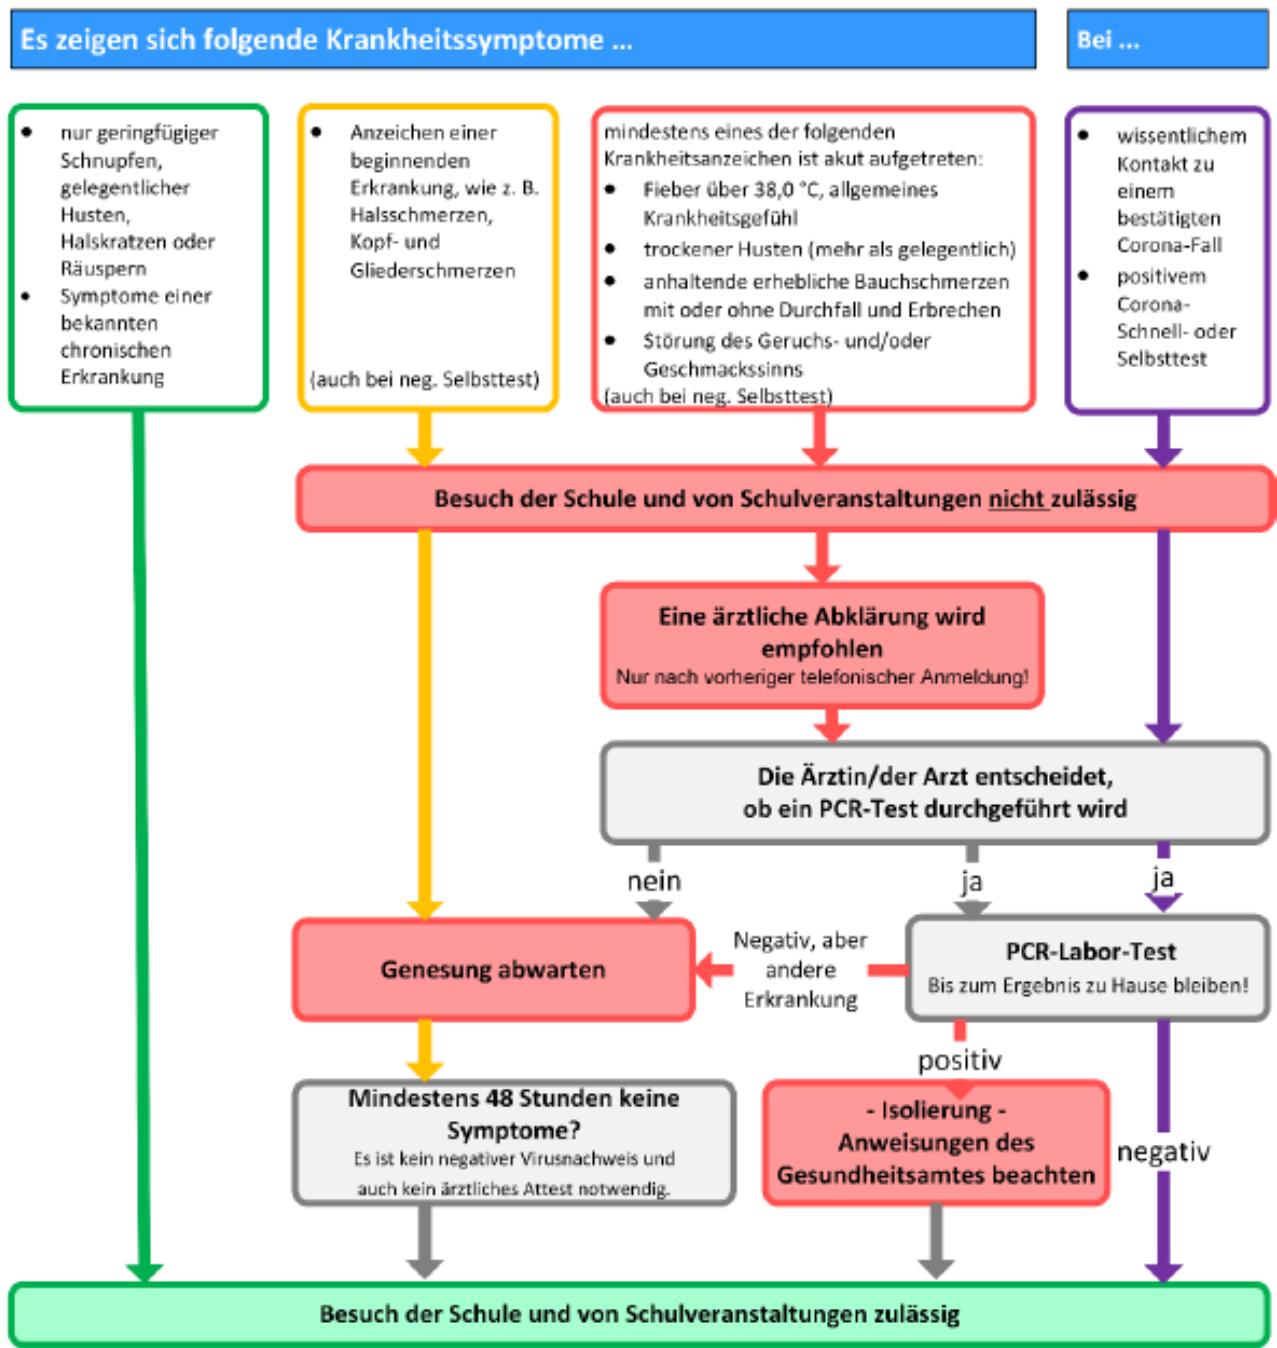 Es zeigen sich folgende Krankheitssymptome ...
Bei ...
• nur geringfügiger
Schnupfen,
gelegentlicher
Husten,
Halskratzen oder
Räuspern
• Symptome einer
bekannten
chronischen
Erkrankung
• Anzeichen einer
beginnenden
Erkrankung, wie z. B.
Halsschmerzen,
Kopf- und
Gliederschmerzen
(auch bei neg. Selbsttest)
mindestens eines der folgenden
Krankheitsanzeichen ist akut aufgetreten:
• Fieber über 38,0 °C, allgemeines
Krankheitsgefühl
• trockener Husten (mehr als gelegentlich)
• anhaltende erhebliche Bauchschmerzen
mit oder ohne Durchfall und Erbrechen
• Störung des Geruchs- und/oder
Geschmackssinns
(auch bei neg. Selbsttest)
• wissentlichem
Kontakt zu
einem
bestätigten
Corona-Fall
• positivem
Corona-
Schnell- oder
Selbsttest
Besuch der Schule und von Schulveranstaltungen nicht zulässig
Eine ärztliche Abklärung wird
empfohlen
Nur nach vorheriger telefonischer Anmeldung!
Die Ärztin/der Arzt entscheidet,
ob ein PCR-Test durchgeführt wird
nein
ja
ja
Genesung abwarten
Negativ, aber
andere
Erkrankung
PCR-Labor-Test
Bis zum Ergebnis zu Hause bleiben!
positiv
Mindestens 48 Stunden keine
Symptome?
Es ist kein negativer Virusnachweis und
auch kein ärztliches Attest notwendig.
- Isolierung -
Anweisungen des
Gesundheitsamtes beachten
negativ
Besuch der Schule und von Schulveranstaltungen zulässig